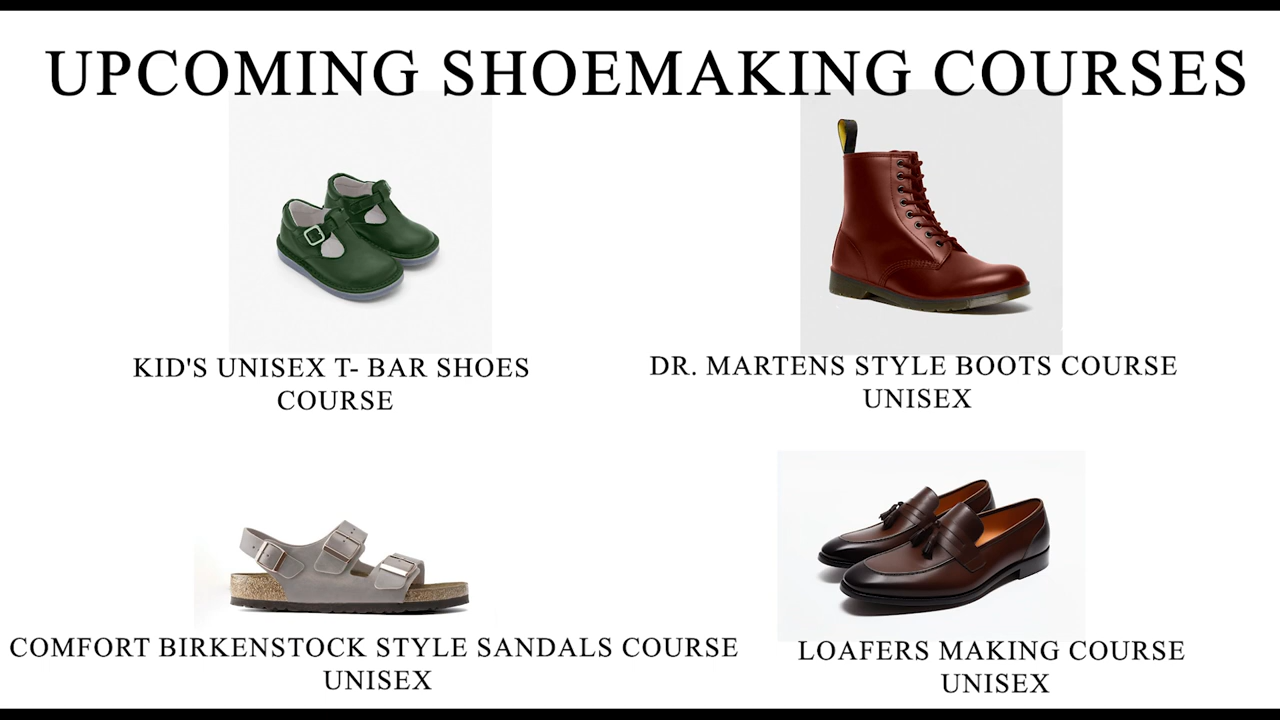 UPCOMING SHOEMAKING COURSES
KID'S UNISEX T- BAR SHOES
COURSE
DR. MARTENS STYLE BOOTS COURSE
UNISEX
COMFORT BIRKENSTOCK STYLE SANDALS COURSE
UNISEX
LOAFERS MAKING COURSE
UNISEX